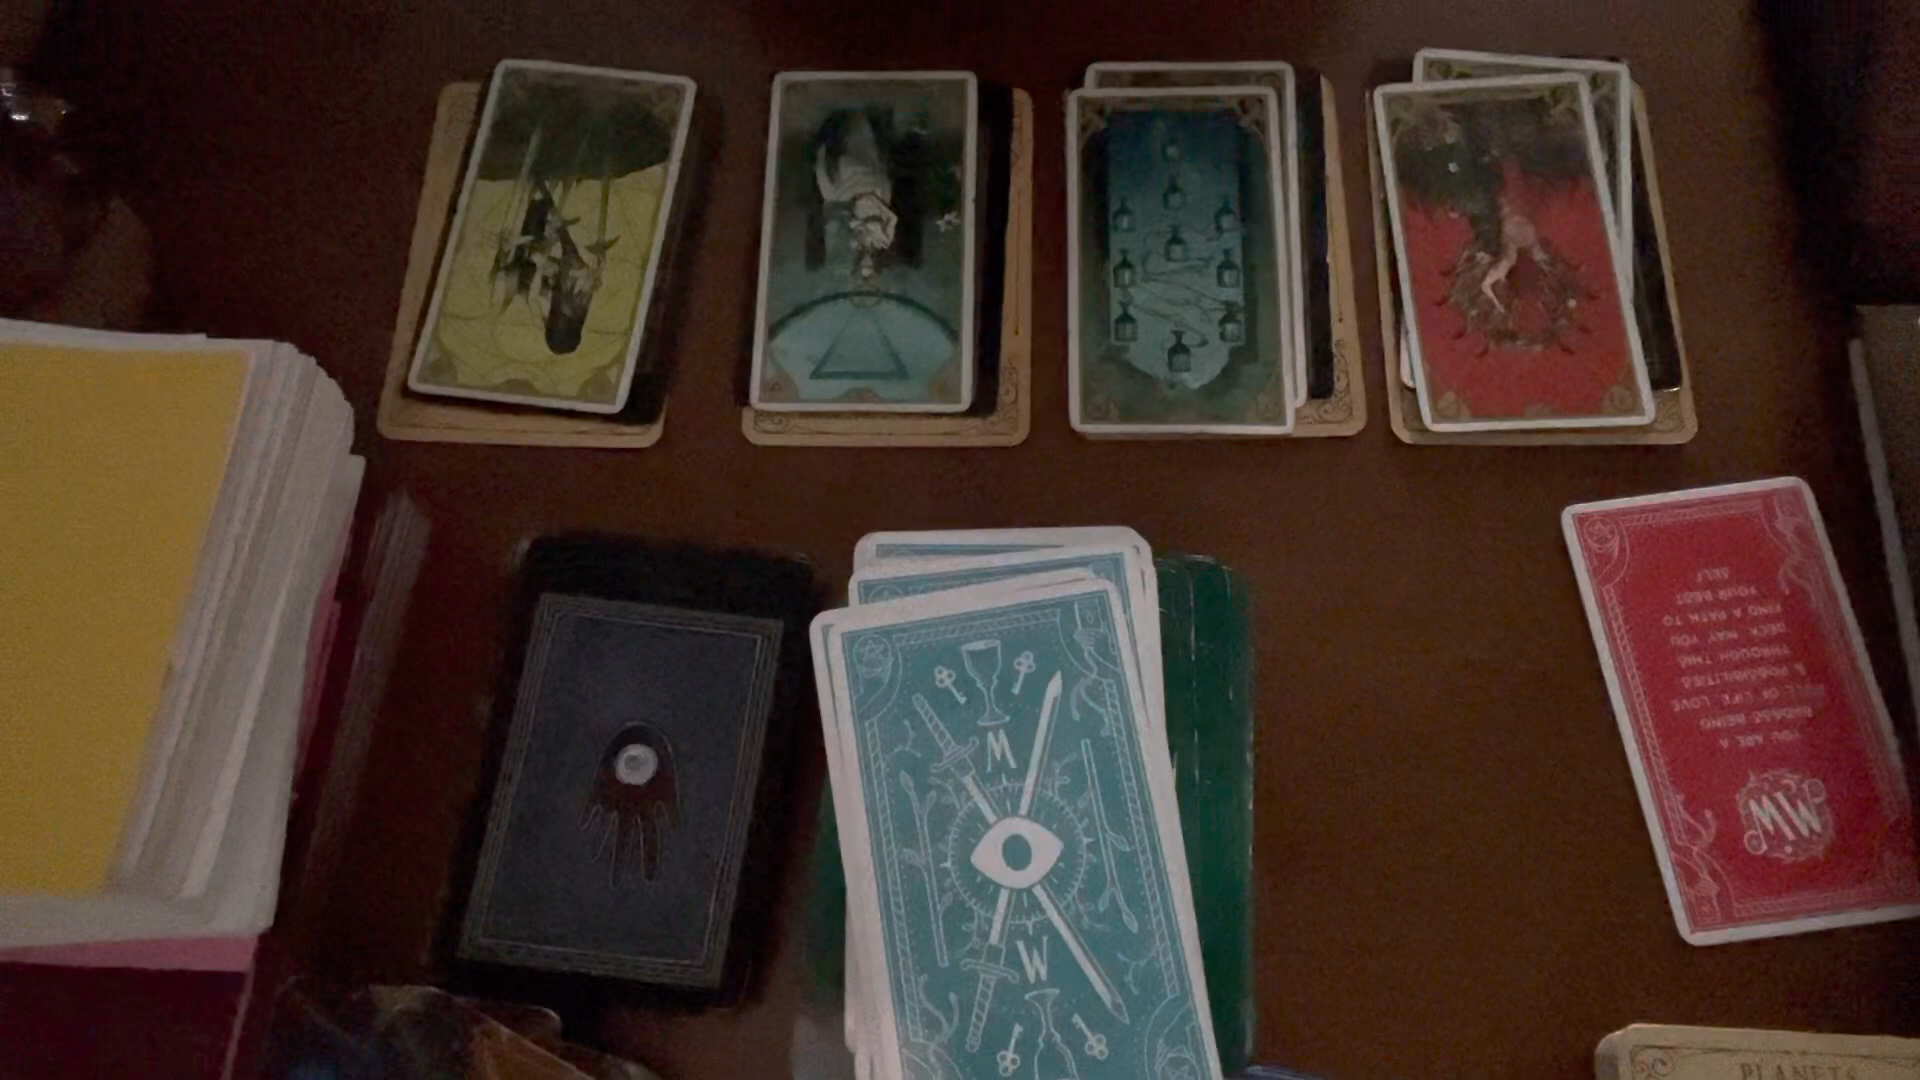 M
W
YOU ARE A
BADASS BEING
FULL OF LIFE, LOVE
& POSSIBILITIES
THROUGH THIS
DECK MAY YOU
FIND A PATH TO
YOUR BEST
SELF
MW
PLANETS